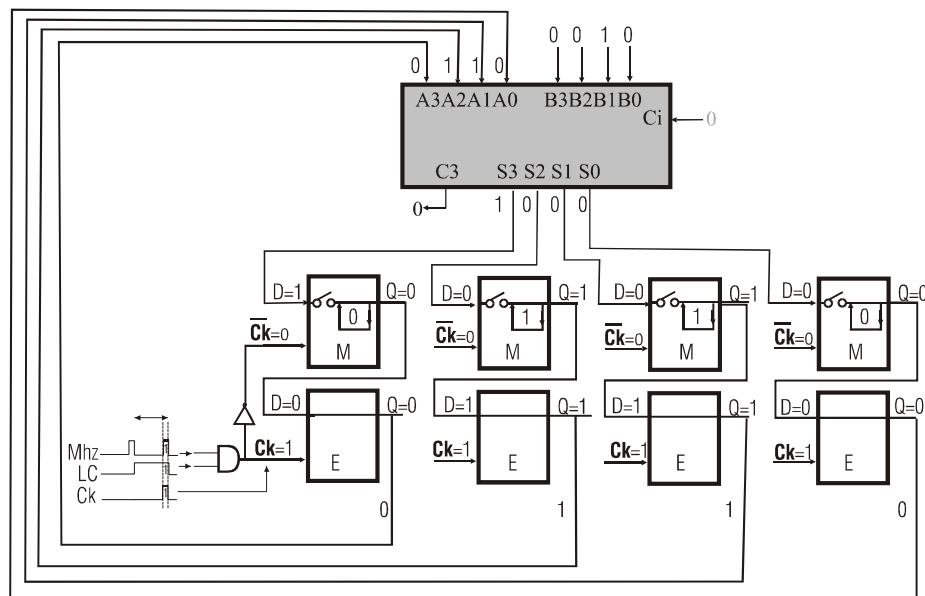 0 1 1 0 0 0 1 0
A3A2A1A0 B3B2B1B0
Ci 0
C3 S3 S2 S1 S0
0 1 0 0 0
D=1 Q=0 D=0 Q=1 D=0 Q=1 D=0 Q=0
0 1 1 0
Ck=0 Ck=0 Ck=0 Ck=0
M M M M
D=0 Q=0 D=1 Q=1 D=1 Q=1 D=0 Q=0
Mhz Ck=1 Ck=1 Ck=1 Ck=1
LC E E E E
Ck
0 1 1 0